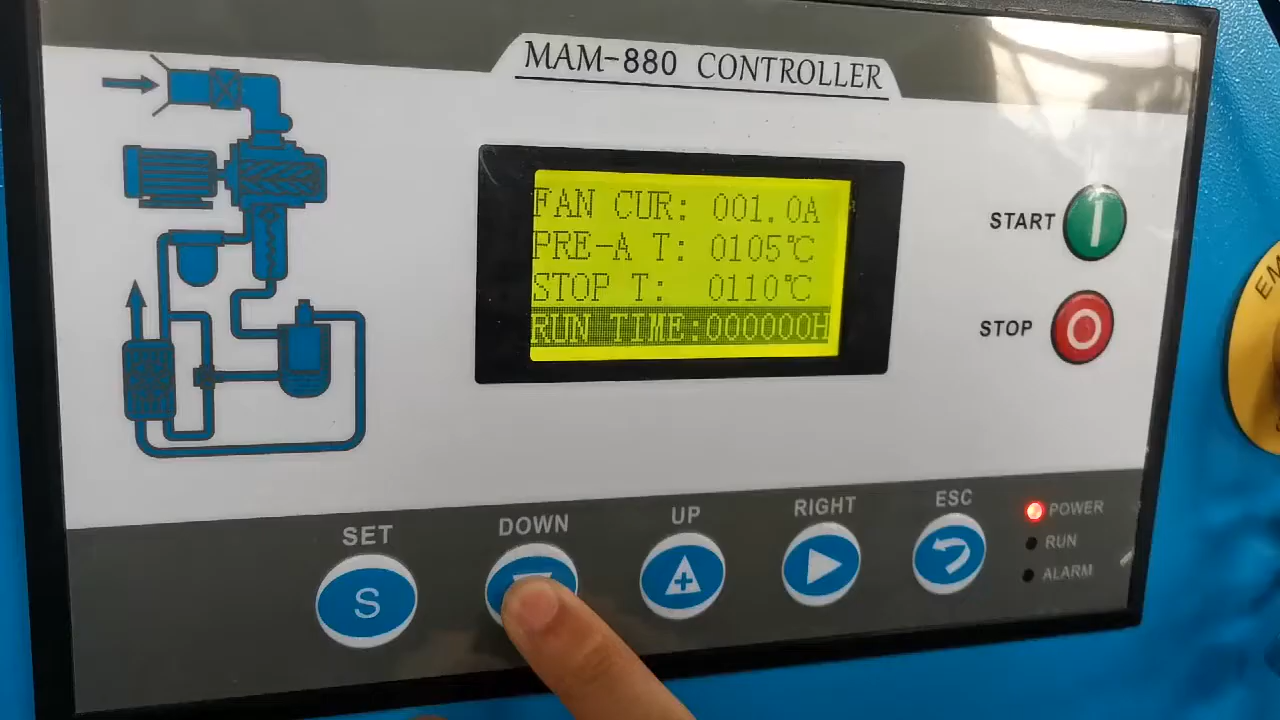 MAM-880 CONTROLLER
FAN CUR: 001.0A
PRE-A T: 0105℃
STOP T: 0110℃
RUN TIME:000000H
START
STOP
EM
SET
DOWN
UP
RIGHT
ESC
S
POWER
RUN
ALARM